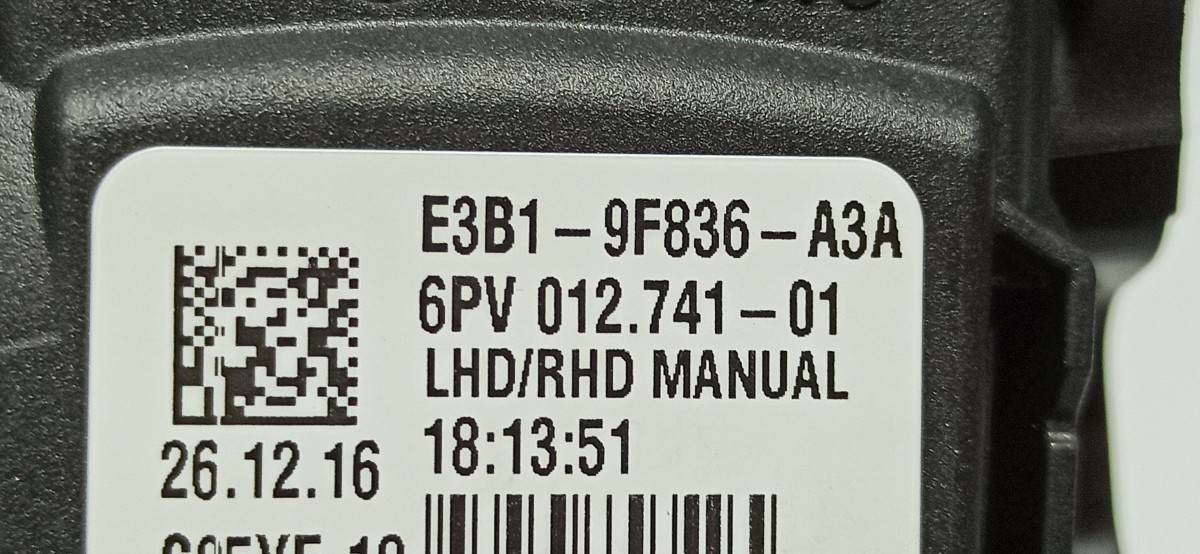 E3B1-9F836-A3A
6PV 012.741-01
LHD/RHD MANUAL
18:13:51
26.12.16